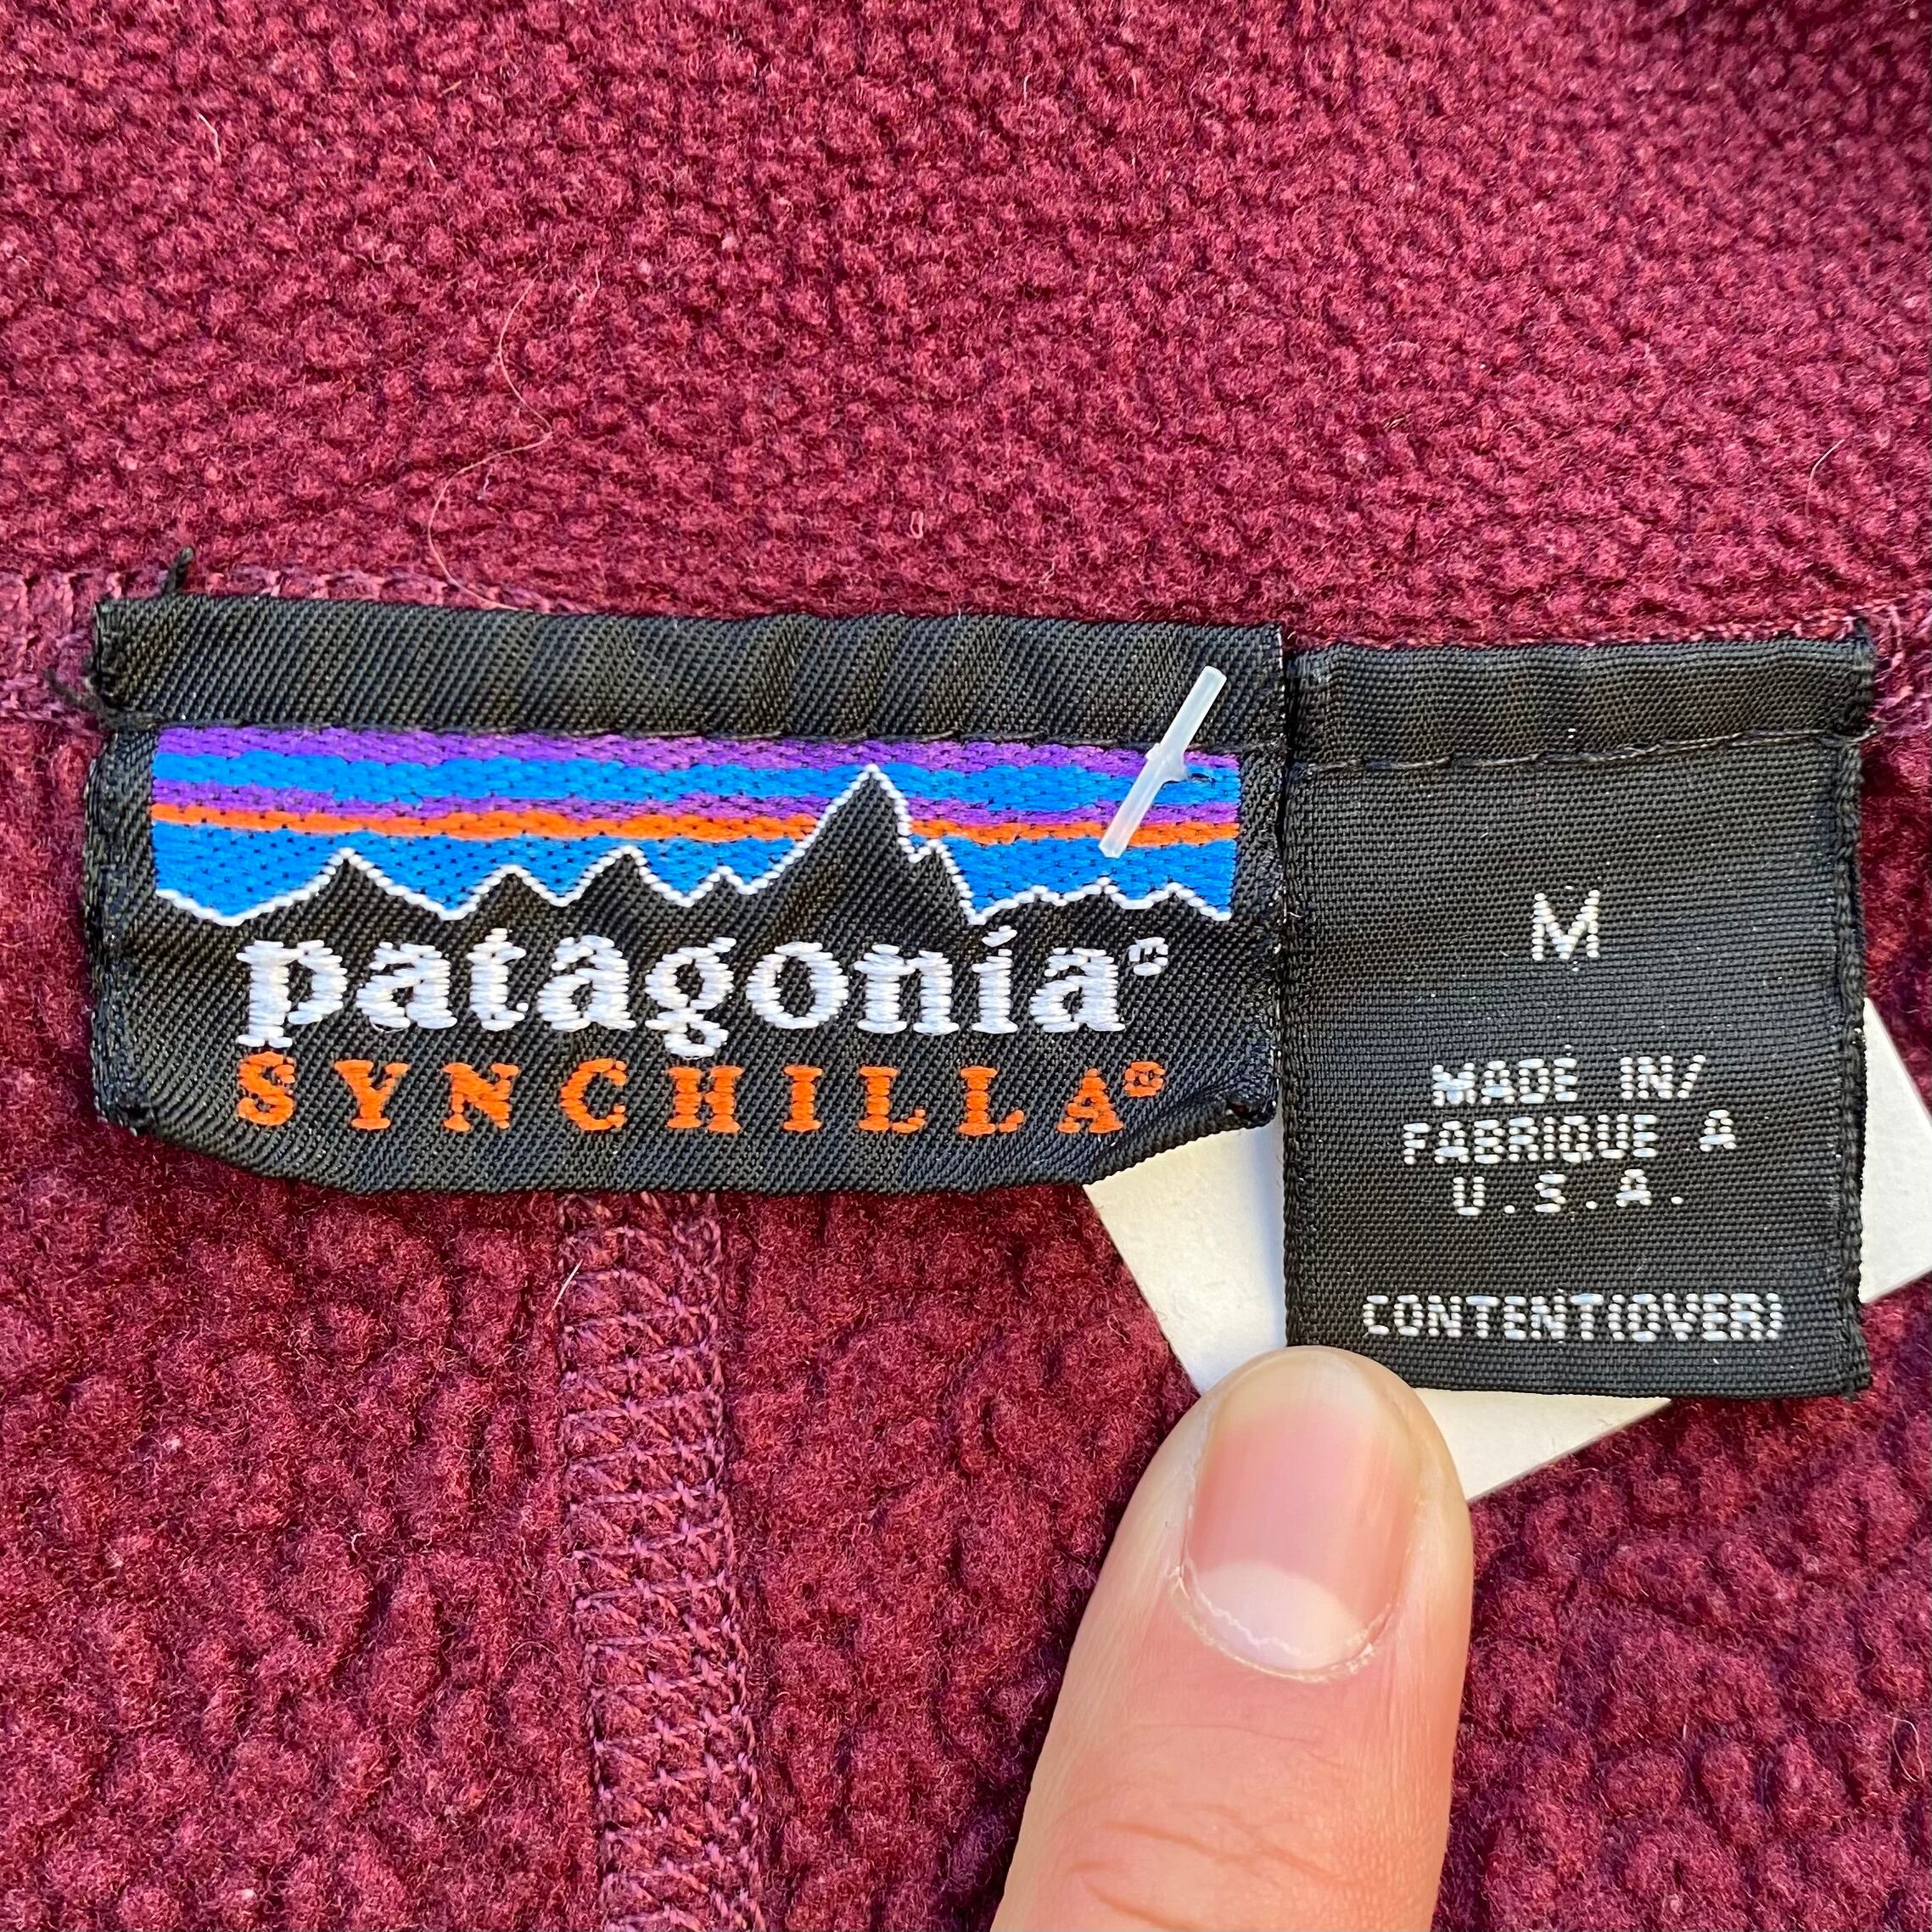 patagonia®
SYNCHILLA®
M
MADE IN/
FABRIQUE A
U.S.A.
CONTENT(OVER)